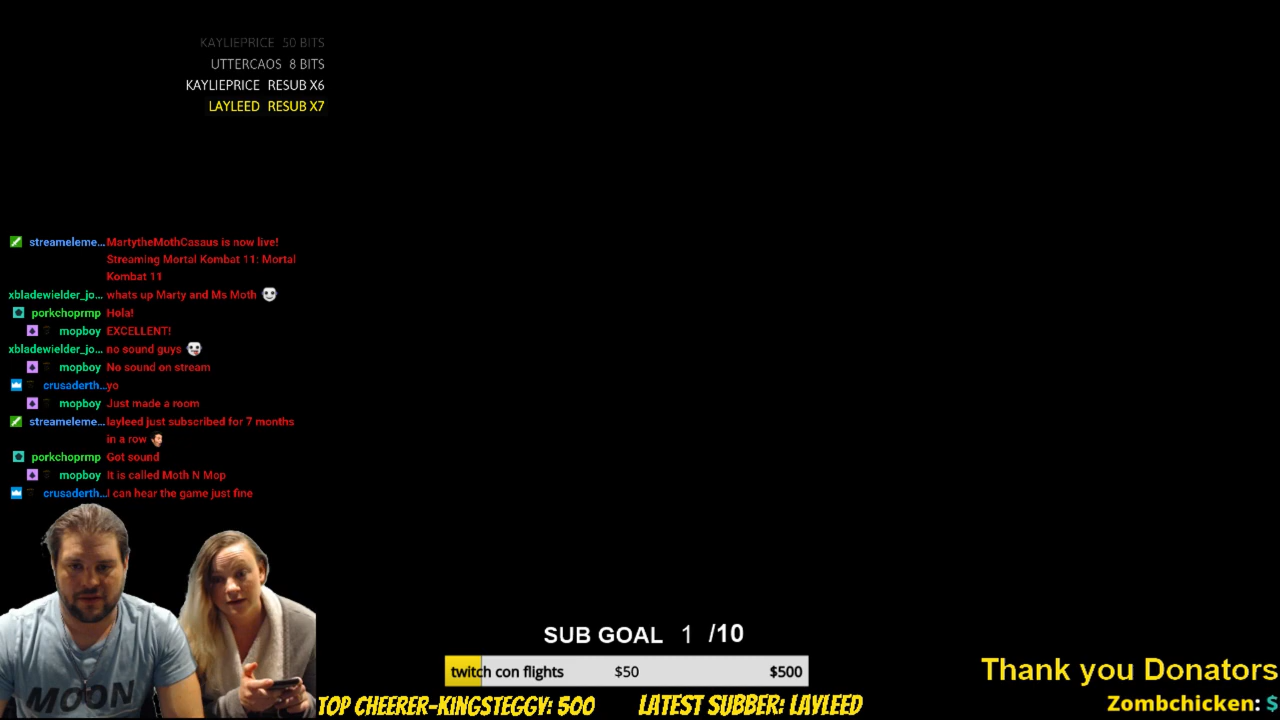 KAYLIEPRICE 50 BITS
UTTERCAOS 8 BITS
KAYLIEPRICE RESUB X6
LAYLEED RESUB X7
streameleme... MartytheMothCasaus is now live!
Streaming Mortal Kombat 11: Mortal
Kombat 11
xbladewielder_jo... whats up Marty and Ms Moth
porkchoprmp Hola!
mopboy EXCELLENT!
xbladewielder_jo... no sound guys
mopboy No sound on stream
crusaderth... yo
mopboy Just made a room
streameleme... layleed just subscribed for 7 months
in a row
porkchoprmp Got sound
mopboy It is called Moth N Mop
crusaderth... I can hear the game just fine
MOON
SUB GOAL 1 /10
twitch con flights $50 $500
TOP CHEERER-KINGSTEGGY: 500 LATEST SUBBER: LAYLEED
Thank you Donators
Zombchicken: $